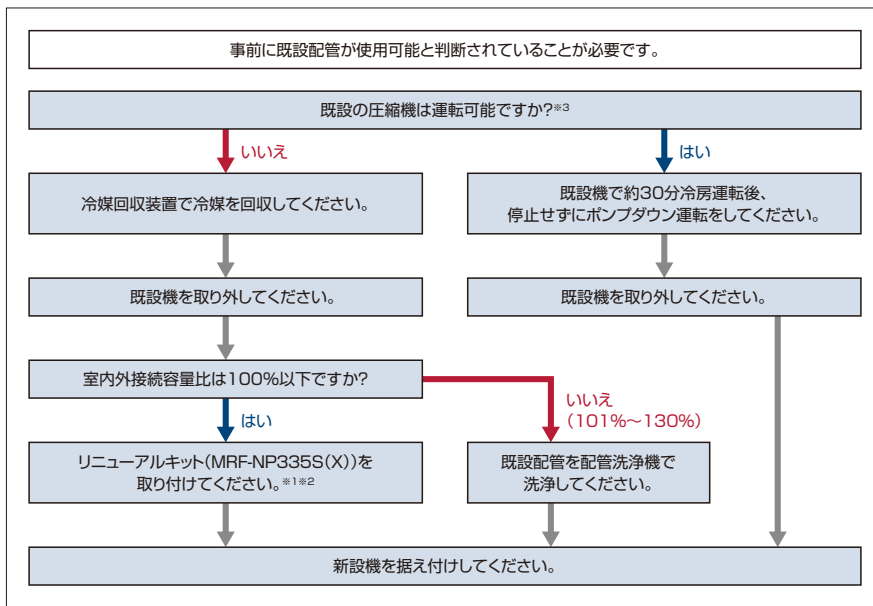 事前に既設配管が使用可能と判断されていることが必要です。
既設の圧縮機は運転可能ですか?※3
いいえ
はい
冷媒回収装置で冷媒を回収してください。
既設機で約30分冷房運転後、
停止せずにポンプダウン運転をしてください。
既設機を取り外してください。
既設機を取り外してください。
室内外接続容量比は100%以下ですか?
はい
いいえ
(101%〜130%)
リニューアルキット(MRF-NP335S(X))を
取り付けてください。※1※2
既設配管を配管洗浄機で
洗浄してください。
新設機を据え付けしてください。